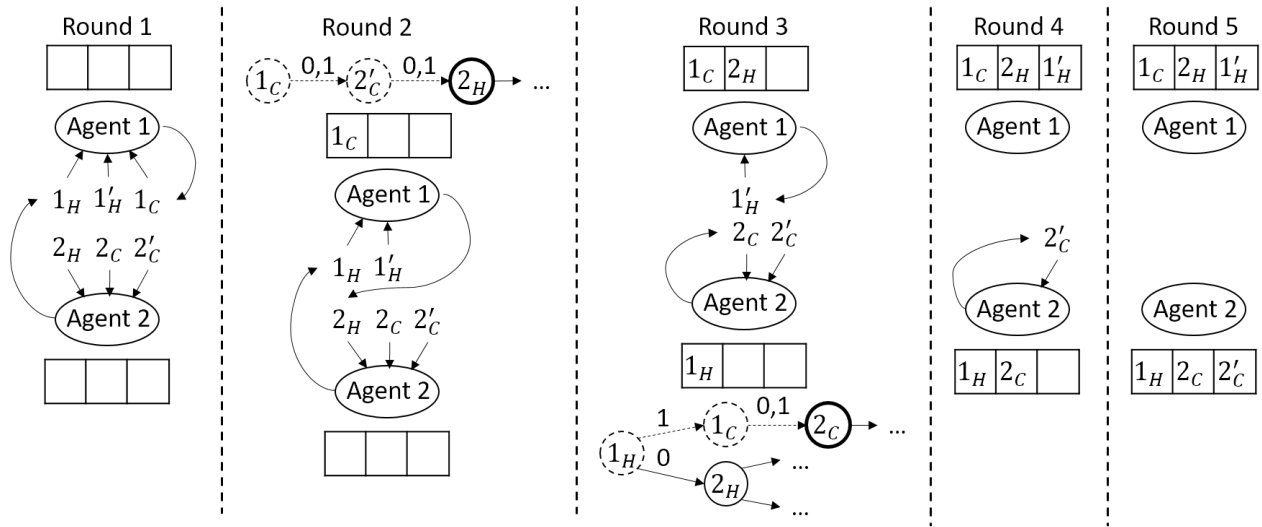 Round 1
Agent 1
1_H 1'_H 1_C
2_H 2_C 2'_C
Agent 2
Round 2
0,1 0,1
1_C 2'_C 2_H ...
1_C
Agent 1
1_H 1'_H
2_H 2_C 2'_C
Agent 2
Round 3
1_C 2_H
Agent 1
1'_H
2_C 2'_C
Agent 2
1_H
1 0,1
1_C 2_C ...
1_H 0
2_H ...
...
Round 4
1_C 2_H 1'_H
Agent 1
2'_C
Agent 2
1_H 2_C
Round 5
1_C 2_H 1'_H
Agent 1
Agent 2
1_H 2_C 2'_C